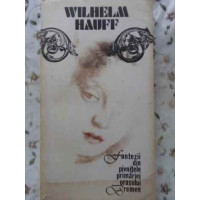 WILHELM
HAUFF
Fantezii
din
pivnițele
primăriei
orașului
Bremen